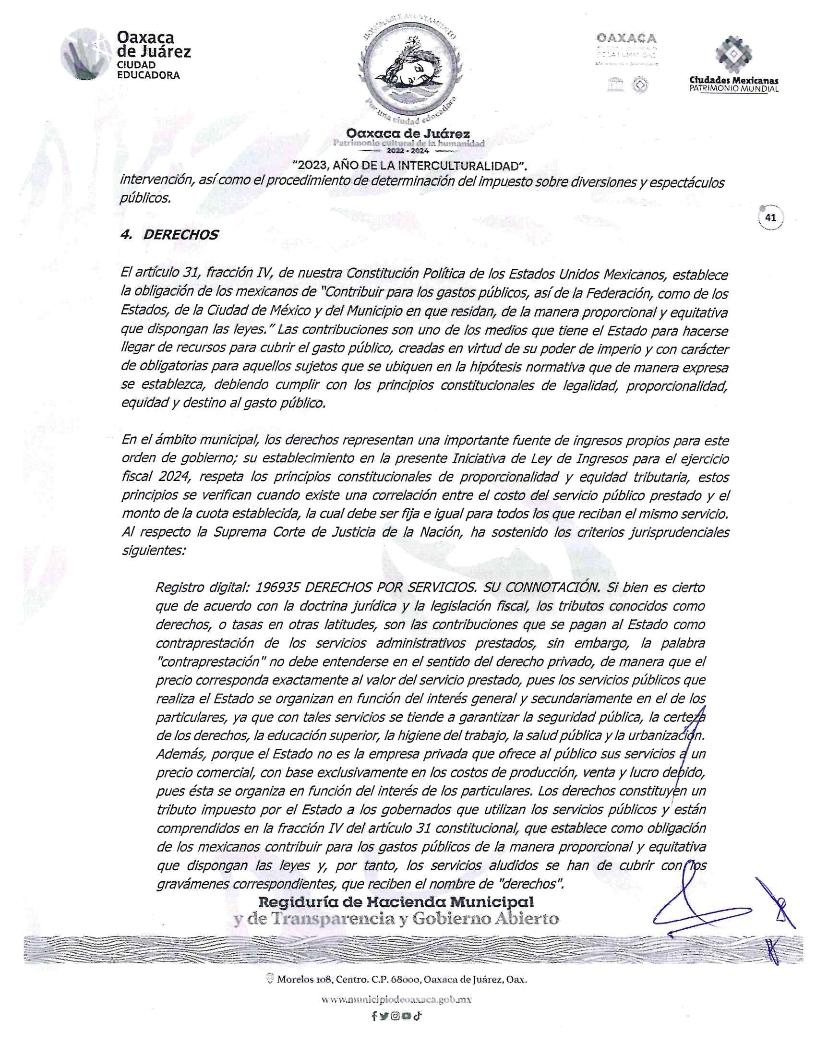 Oaxaca
de Juárez
CIUDAD
EDUCADORA
Por una ciudad educadora
OAXACA
Ciudades Mexicanas
PATRIMONIO MUNDIAL
Oaxaca de Juárez
Patrimonio cultural de la humanidad
2022 - 2024
"2023, AÑO DE LA INTERCULTURALIDAD".
intervención, así como el procedimiento de determinación del impuesto sobre diversiones y espectáculos
públicos.
41
4. DERECHOS
El artículo 31, fracción IV, de nuestra Constitución Política de los Estados Unidos Mexicanos, establece
la obligación de los mexicanos de "Contribuir para los gastos públicos, así de la Federación, como de los
Estados, de la Ciudad de México y del Municipio en que residan, de la manera proporcional y equitativa
que dispongan las leyes." Las contribuciones son uno de los medios que tiene el Estado para hacerse
llegar de recursos para cubrir el gasto público, creadas en virtud de su poder de imperio y con carácter
de obligatorias para aquellos sujetos que se ubiquen en la hipótesis normativa que de manera expresa
se establezca, debiendo cumplir con los principios constitucionales de legalidad, proporcionalidad,
equidad y destino al gasto público.
En el ámbito municipal, los derechos representan una importante fuente de ingresos propios para este
orden de gobierno; su establecimiento en la presente Iniciativa de Ley de Ingresos para el ejercicio
fiscal 2024, respeta los principios constitucionales de proporcionalidad y equidad tributaria, estos
principios se verifican cuando existe una correlación entre el costo del servicio público prestado y el
monto de la cuota establecida, la cual debe ser fija e igual para todos los que reciban el mismo servicio.
Al respecto la Suprema Corte de Justicia de la Nación, ha sostenido los criterios jurisprudenciales
siguientes:
Registro digital: 196935 DERECHOS POR SERVICIOS. SU CONNOTACIÓN. Si bien es cierto
que de acuerdo con la doctrina jurídica y la legislación fiscal, los tributos conocidos como
derechos, o tasas en otras latitudes, son las contribuciones que se pagan al Estado como
contraprestación de los servicios administrativos prestados, sin embargo, la palabra
"contraprestación" no debe entenderse en el sentido del derecho privado, de manera que el
precio corresponda exactamente al valor del servicio prestado, pues los servicios públicos que
realiza el Estado se organizan en función del interés general y secundariamente en el de los
particulares, ya que con tales servicios se tiende a garantizar la seguridad pública, la certeza
de los derechos, la educación superior, la higiene del trabajo, la salud pública y la urbanización.
Además, porque el Estado no es la empresa privada que ofrece al público sus servicios a un
precio comercial, con base exclusivamente en los costos de producción, venta y lucro debido,
pues ésta se organiza en función del interés de los particulares. Los derechos constituyen un
tributo impuesto por el Estado a los gobernados que utilizan los servicios públicos y están
comprendidos en la fracción IV del artículo 31 constitucional, que establece como obligación
de los mexicanos contribuir para los gastos públicos de la manera proporcional y equitativa
que dispongan las leyes y, por tanto, los servicios aludidos se han de cubrir con los
gravámenes correspondientes, que reciben el nombre de "derechos".
Regiduría de Hacienda Municipal
y de Transparencia y Gobierno Abierto
Morelos 108, Centro. C.P. 68000, Oaxaca de Juárez, Oax.
www.municipiodeoaxaca.gob.mx